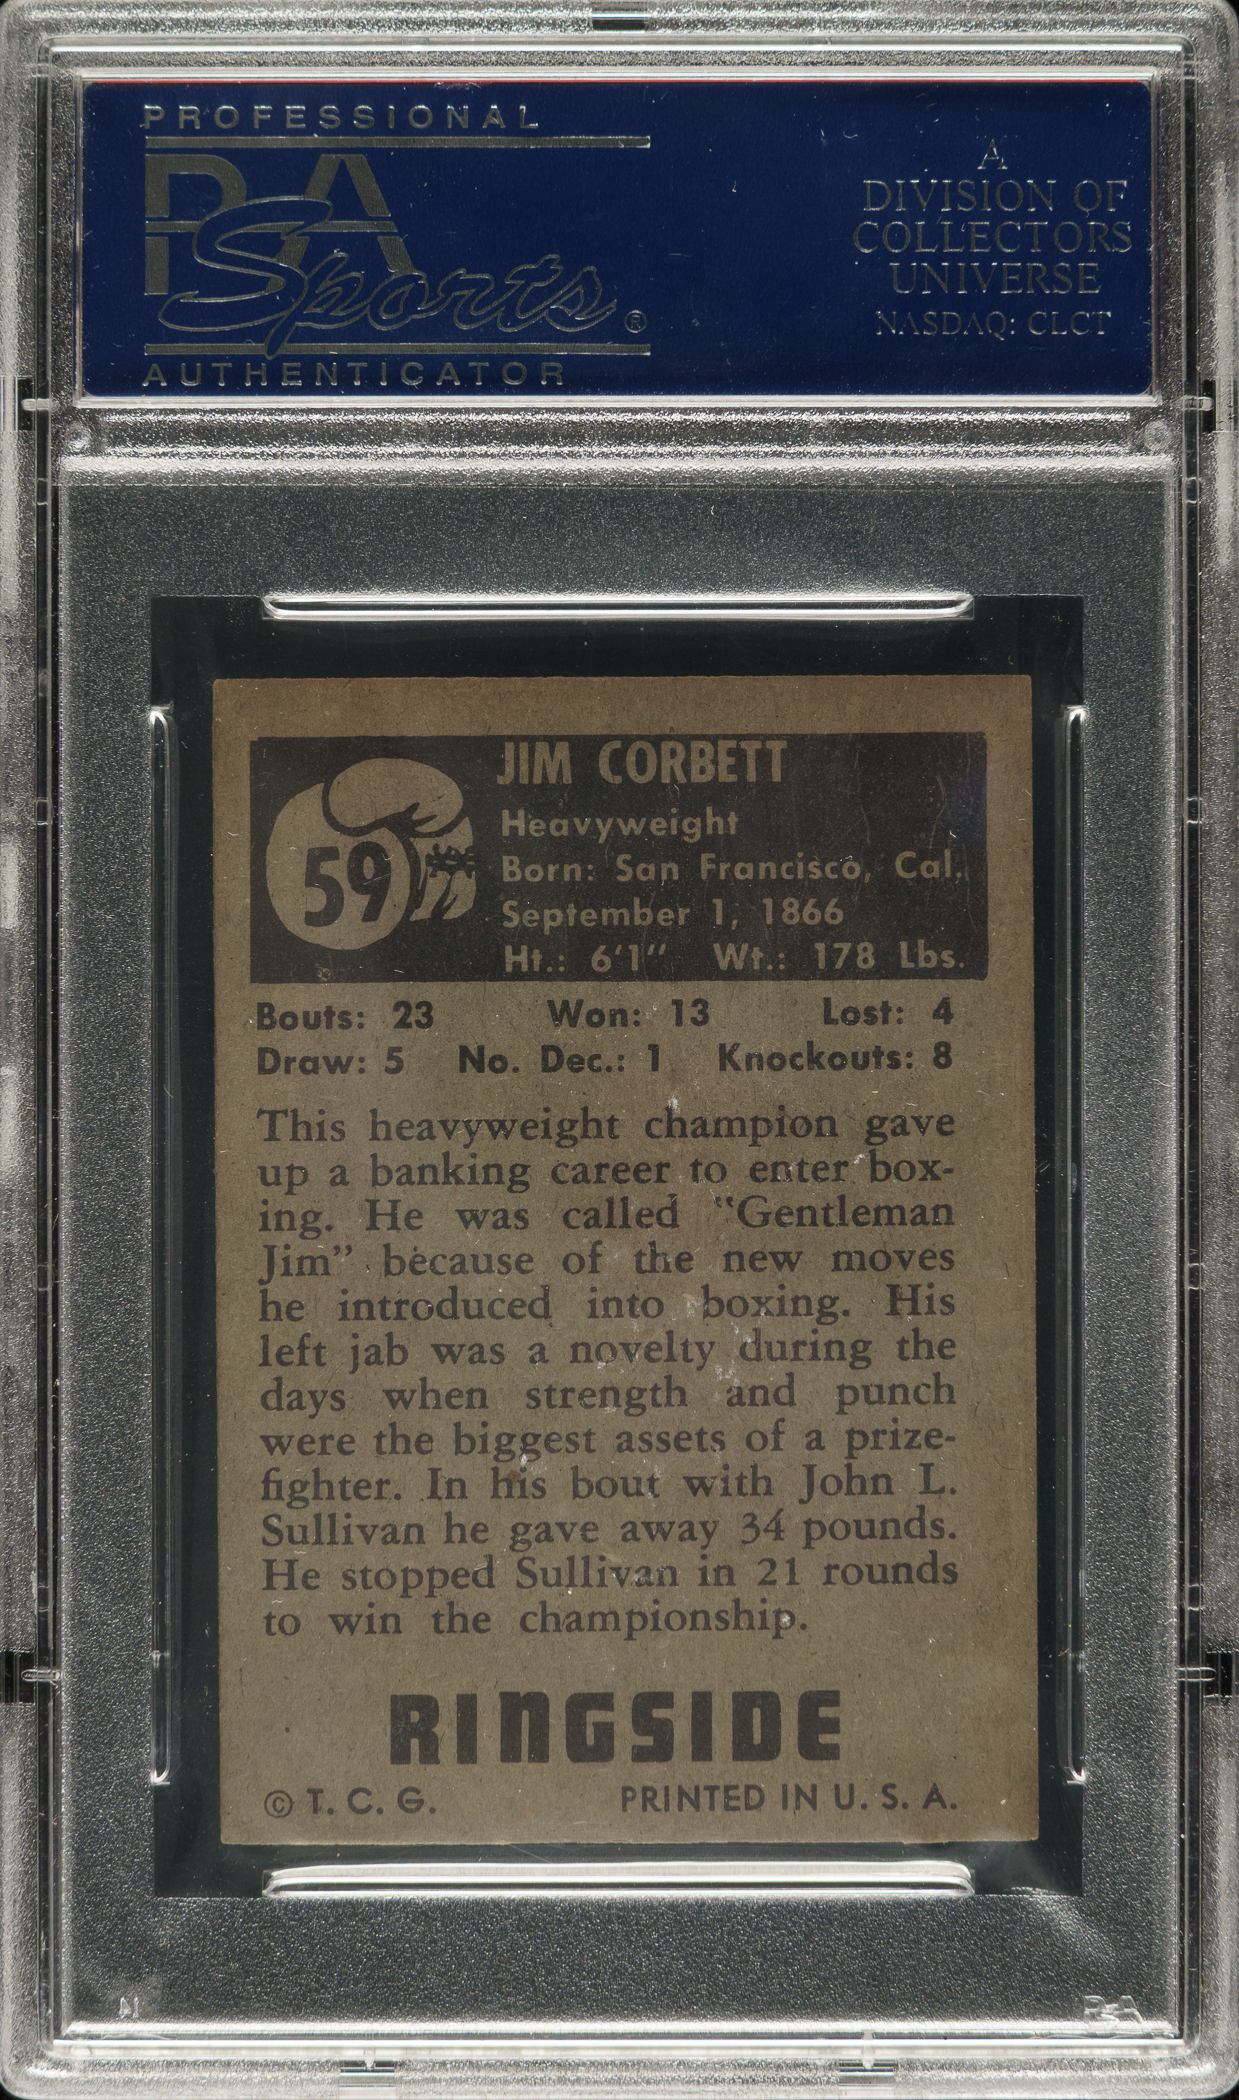 PROFESSIONAL
PSA
Sports ®
AUTHENTICATOR
A
DIVISION OF
COLLECTORS
UNIVERSE
NASDAQ: CLCT
59
JIM CORBETT
Heavyweight
Born: San Francisco, Cal.
September 1, 1866
Ht.: 6'1" Wt.: 178 Lbs.
Bouts: 23 Won: 13 Lost: 4
Draw: 5 No. Dec.: 1 Knockouts: 8
This heavyweight champion gave
up a banking career to enter box-
ing. He was called "Gentleman
Jim" because of the new moves
he introduced into boxing. His
left jab was a novelty during the
days when strength and punch
were the biggest assets of a prize-
fighter. In his bout with John L.
Sullivan he gave away 34 pounds.
He stopped Sullivan in 21 rounds
to win the championship.
RINGSIDE
© T. C. G. PRINTED IN U. S. A.
PSA